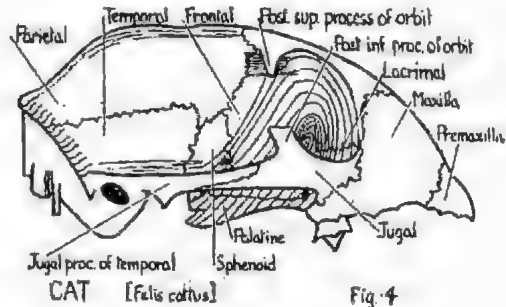 Temporal Frontal Post. sup. process of orbit
Parietal Post inf. proc. of orbit
Lacrimal
Maxilla
Premaxilla
Jugal
Palatine
Jugal proc. of temporal Sphenoid
CAT [Felis cattus] Fig. 4